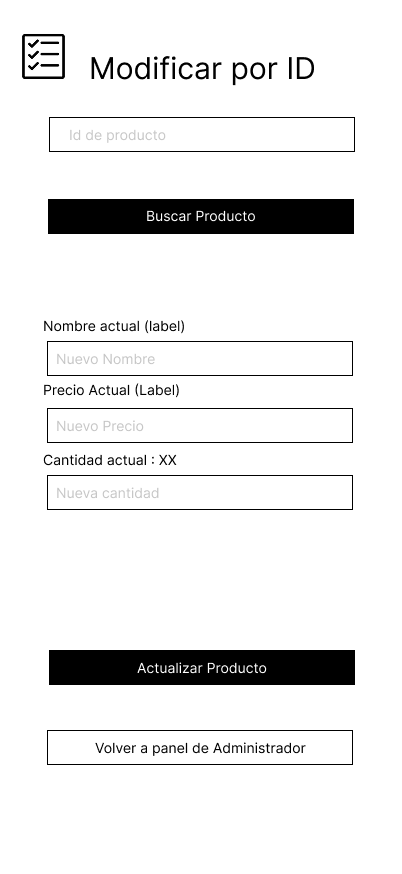 Modificar por ID
Id de producto
Buscar Producto
Nombre actual (label)
Nuevo Nombre
Precio Actual (Label)
Nuevo Precio
Cantidad actual : XX
Nueva cantidad
Actualizar Producto
Volver a panel de Administrador